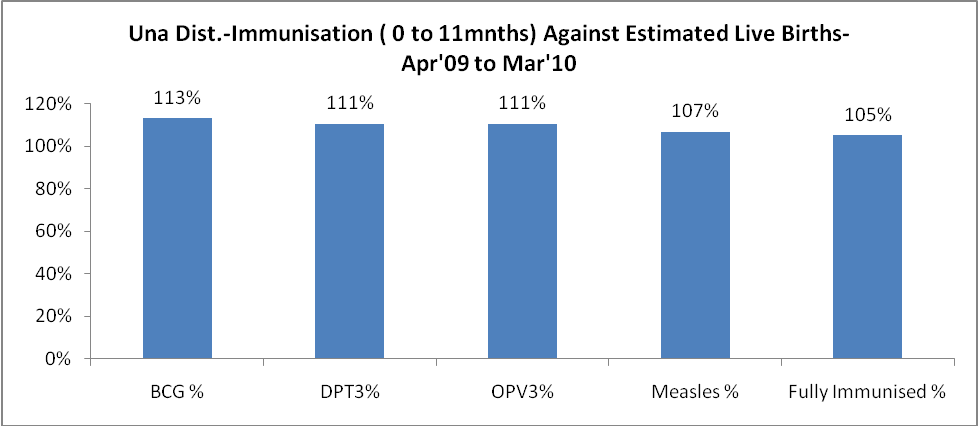 Una Dist.-Immunisation ( 0 to 11mnths) Against Estimated Live Births-
Apr'09 to Mar'10
113%
111%
111%
107%
105%
120%
100%
80%
60%
40%
20%
0%
BCG %
DPT3%
OPV3%
Measles %
Fully Immunised %